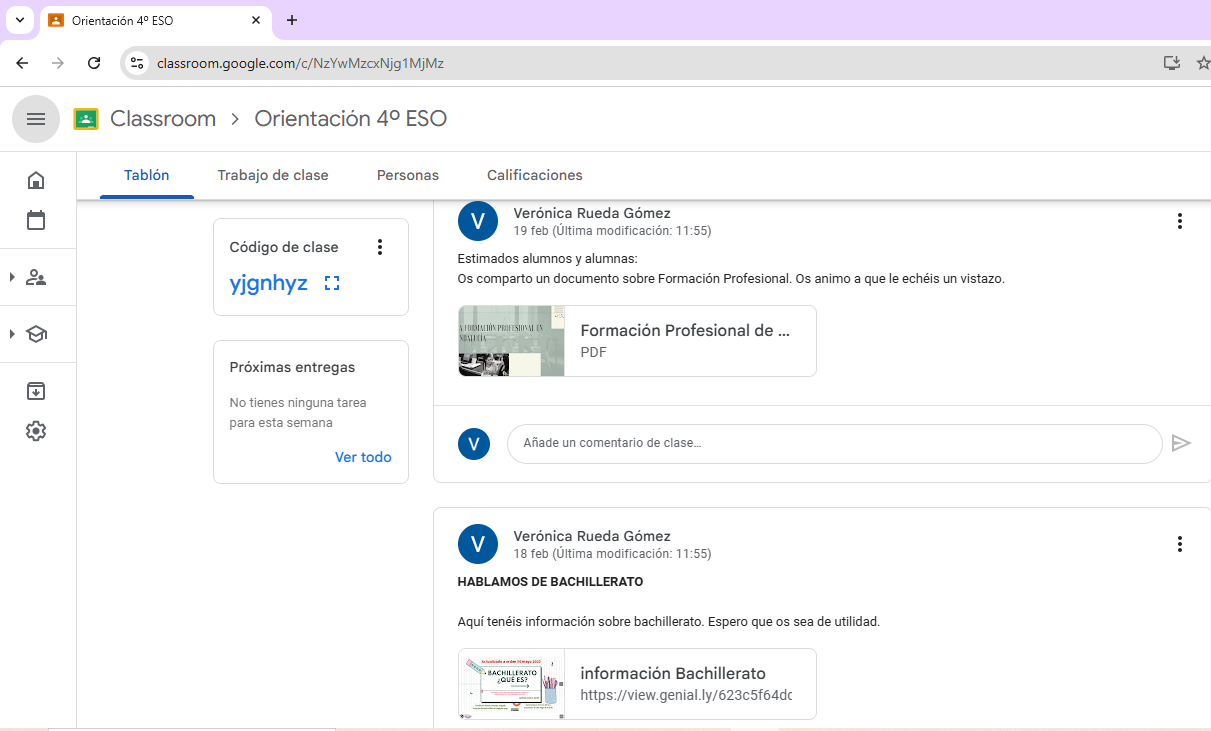 Orientación 4º ESO
classroom.google.com/c/NzYwMzcxNjg1MjMz
Classroom > Orientación 4º ESO
Tablón Trabajo de clase Personas Calificaciones
Código de clase
yjgnhyz
Próximas entregas
No tienes ninguna tarea
para esta semana
Ver todo
V
Verónica Rueda Gómez
19 feb (Última modificación: 11:55)
Estimados alumnos y alumnas:
Os comparto un documento sobre Formación Profesional. Os animo a que le echéis un vistazo.
A FORMACIÓN PROFESIONAL EN
NDALUCÍA
Formación Profesional de ...
PDF
V
Añade un comentario de clase...
V
Verónica Rueda Gómez
18 feb (Última modificación: 11:55)
HABLAMOS DE BACHILLERATO
Aquí tenéis información sobre bachillerato. Espero que os sea de utilidad.
BACHILLERATO
¿QUÉ ES?
información Bachillerato
https://view.genial.ly/623c5f64dc